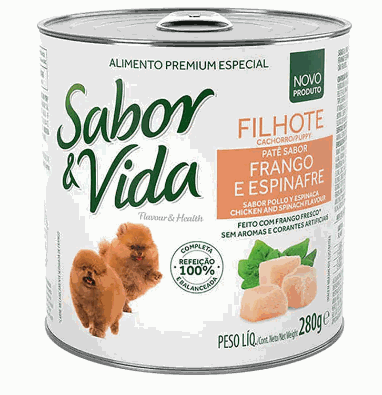 ALIMENTO PREMIUM ESPECIAL
NOVO
PRODUTO
Sabor
& Vida
Flavour & Health
FILHOTE
CACHORRO/PUPPY
PATÊ SABOR
FRANGO
E ESPINAFRE
SABOR POLLO Y ESPINACA
CHICKEN AND SPINACH FLAVOUR
FEITO COM FRANGO FRESCO*
SEM AROMAS E CORANTES ARTIFICIAIS
COMPLETA
REFEIÇÃO
100%
E BALANCEADA
PESO LÍQ./Cont. Neto/Net Weight: 280g